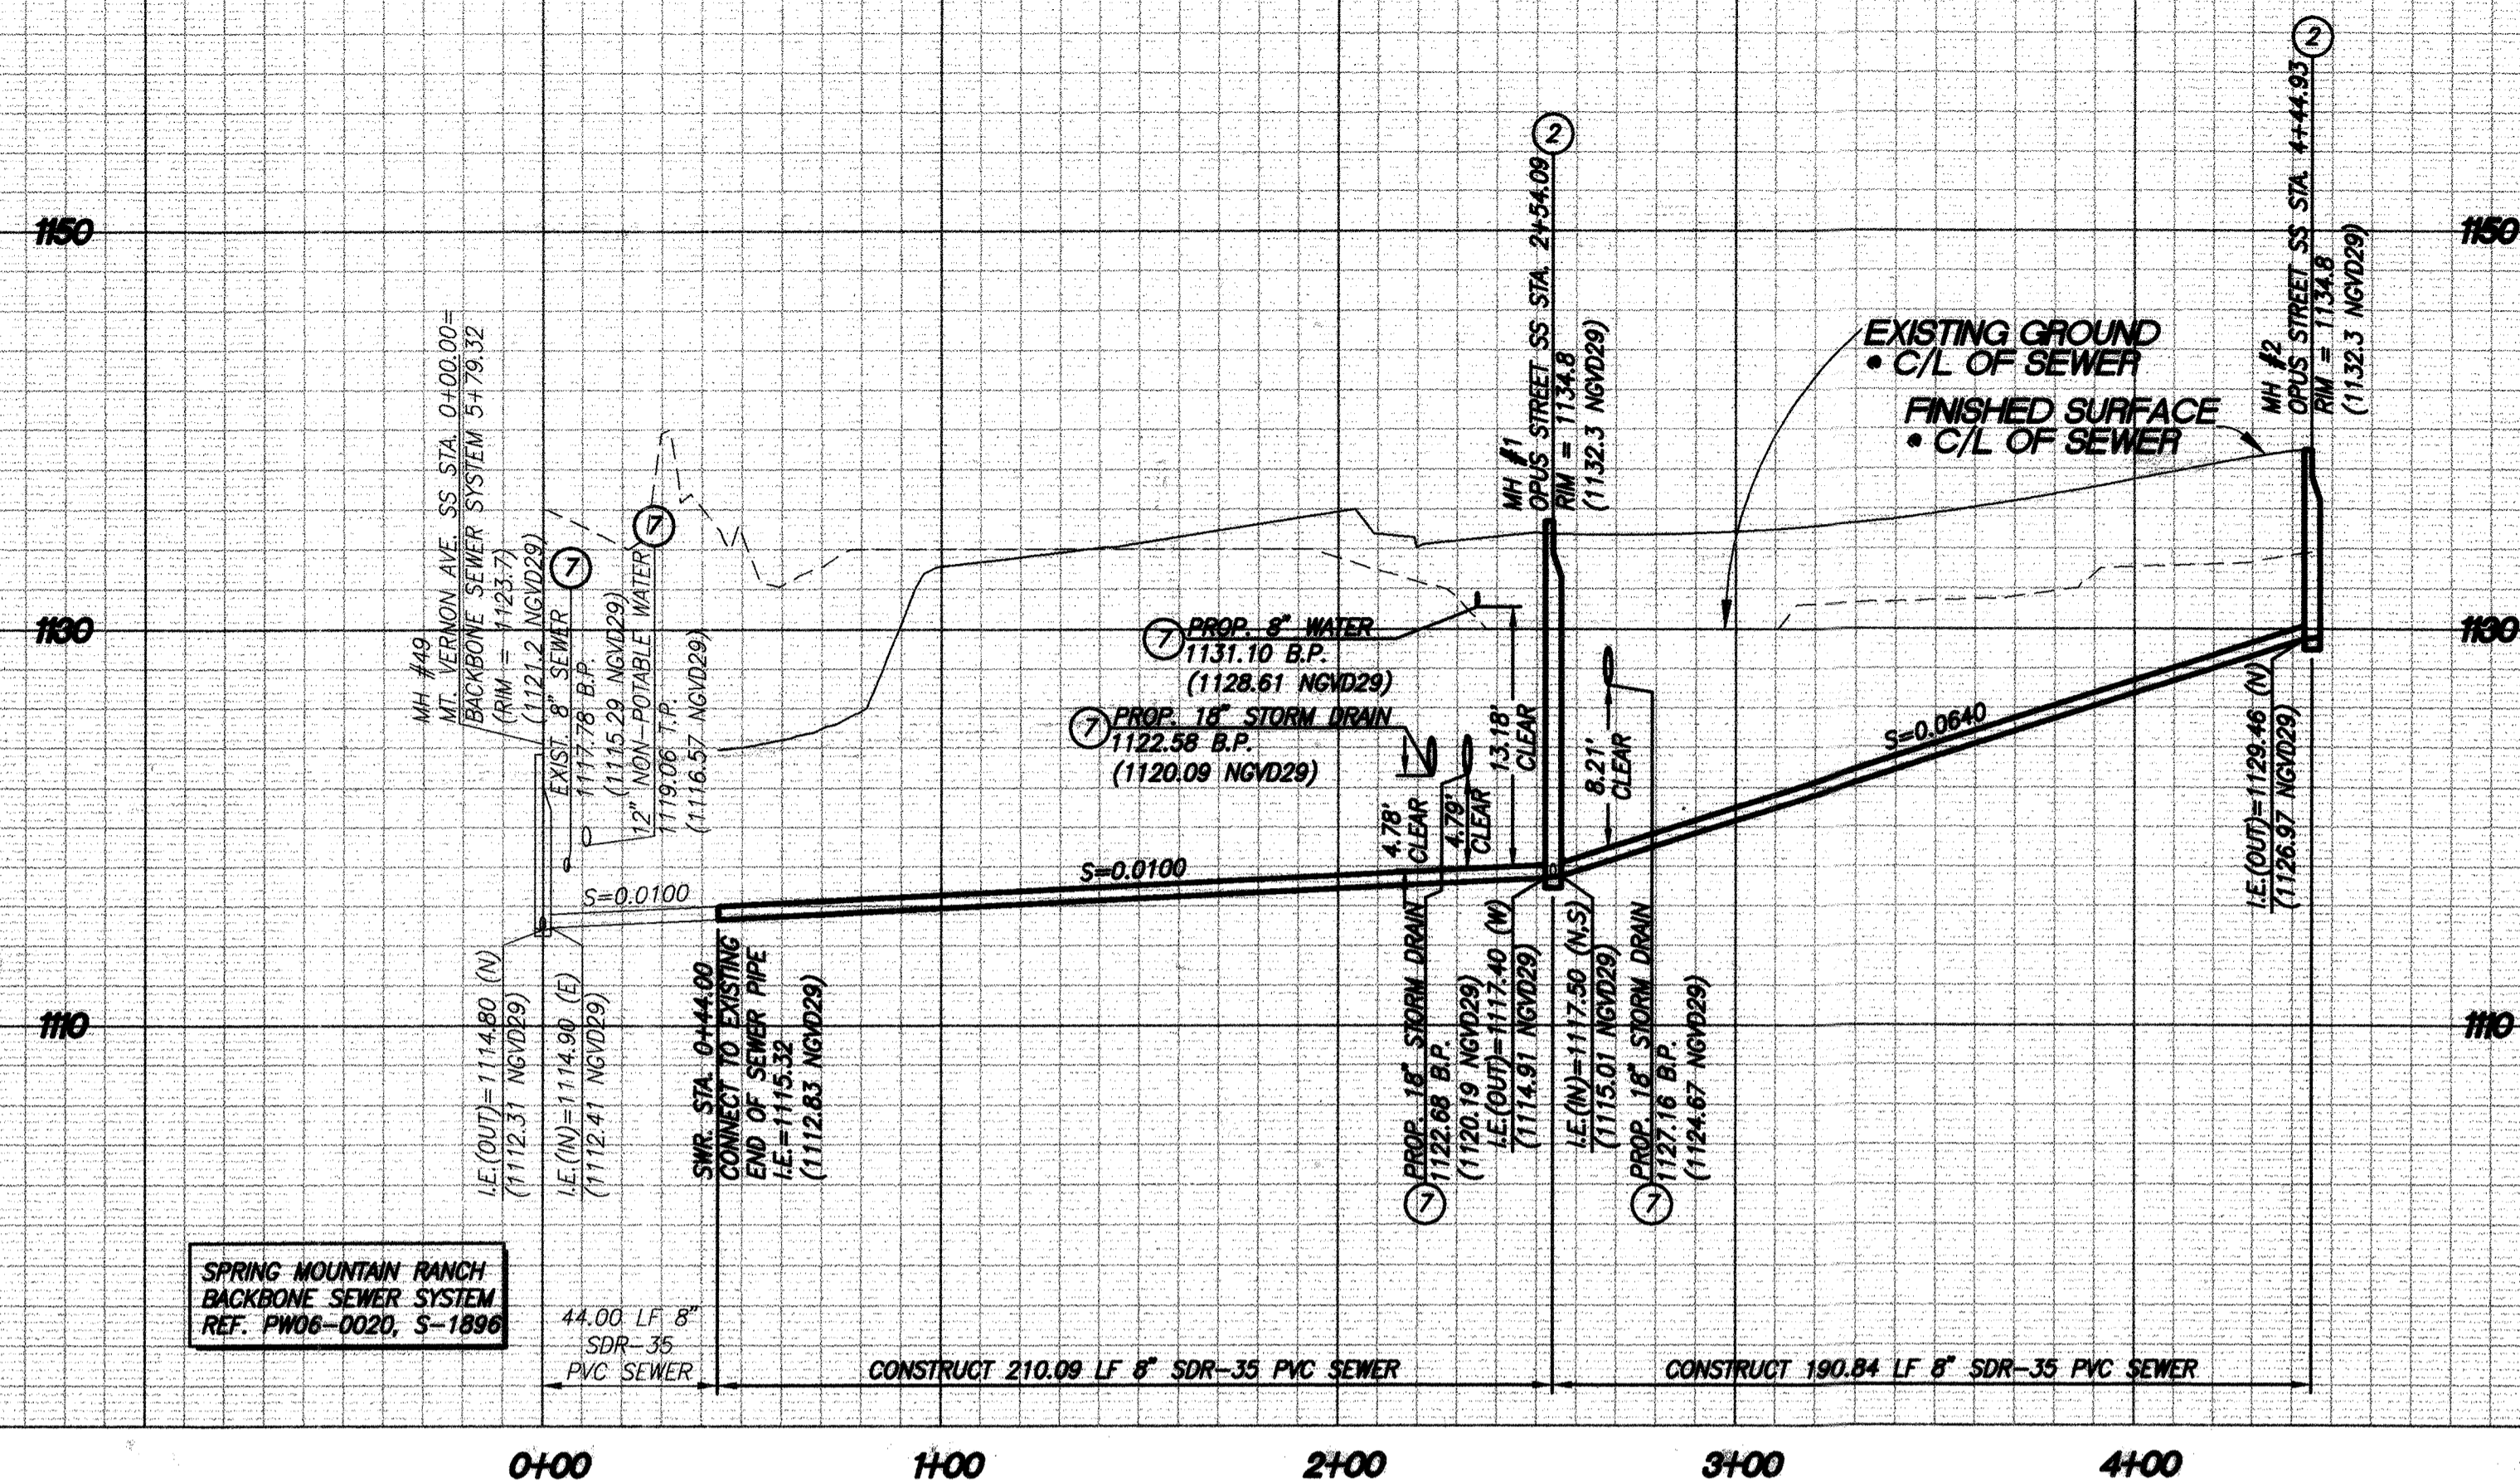 2
2
MH #2
OPUS STREET SS STA. 4+44.93
RIM = 1134.8
(1132.3 NGVD29)
MH #1
OPUS STREET SS STA. 2+54.09
RIM = 1134.8
(1132.3 NGVD29)
1150
1150
EXISTING GROUND
• C/L OF SEWER
FINISHED SURFACE
• C/L OF SEWER
MH #49
MT. VERNON AVE. SS STA. 0+00.00=
BACKBONE SEWER SYSTEM 5+79.32
(RIM = 1123.7)
(1121.2 NGVD29)
7
EXIST. 8" SEWER
1117.78 B.P.
(1115.29 NGVD29)
7
12" NON-POTABLE WATER
1119.06 T.P.
(1116.57 NGVD29)
1130
1130
7
PROP. 8" WATER
1131.10 B.P.
(1128.61 NGVD29)
7
PROP. 18" STORM DRAIN
1122.58 B.P.
(1120.09 NGVD29)
4.78'
CLEAR
4.79'
CLEAR
13.18'
CLEAR
8.21'
CLEAR
S=0.0100
S=0.0100
S=0.0640
I.E.(OUT)=1129.46 (N)
(1126.97 NGVD29)
1110
1110
I.E.(OUT)=1114.80 (N)
(1112.31 NGVD29)
I.E.(IN)=1114.90 (E)
(1112.41 NGVD29)
SWR. STA. 0+44.00
CONNECT TO EXISTING
END OF SEWER PIPE
I.E.=1115.32
(1112.83 NGVD29)
PROP. 18" STORM DRAIN
1122.68 B.P.
(1120.19 NGVD29)
7
I.E.(OUT)=1117.40 (W)
(1114.91 NGVD29)
I.E.(IN)=1117.50 (N,S)
(1115.01 NGVD29)
PROP. 18" STORM DRAIN
1127.16 B.P.
(1124.67 NGVD29)
7
SPRING MOUNTAIN RANCH
BACKBONE SEWER SYSTEM
REF. PW06-0020, S-1896
44.00 LF 8"
SDR-35
PVC SEWER
CONSTRUCT 210.09 LF 8" SDR-35 PVC SEWER
CONSTRUCT 190.84 LF 8" SDR-35 PVC SEWER
0+00
1+00
2+00
3+00
4+00